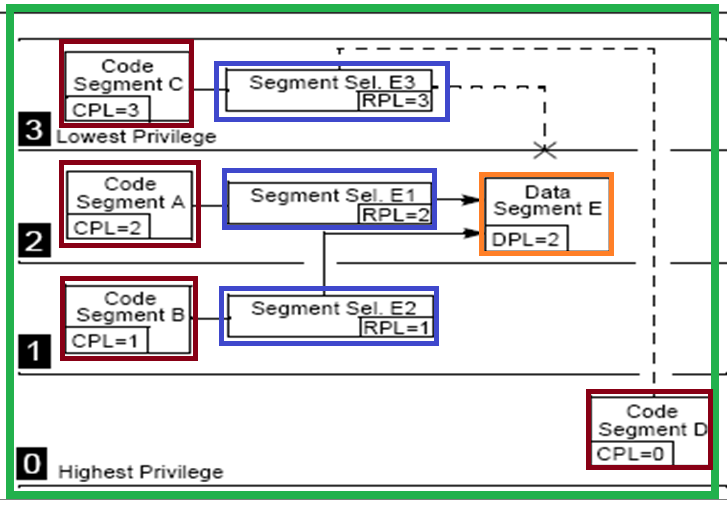 Code
Segment C
CPL=3
Segment Sel. E3
RPL=3
3
Lowest Privilege
Code
Segment A
CPL=2
Segment Sel. E1
RPL=2
Data
Segment E
DPL=2
2
Code
Segment B
CPL=1
Segment Sel. E2
RPL=1
1
Code
Segment D
CPL=0
0
Highest Privilege